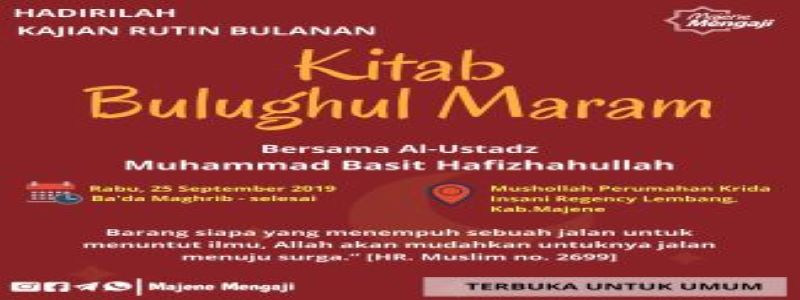 HADIRILAH
KAJIAN RUTIN BULANAN
Majene
Mengaji
Kitab
Bulughul Maram
Bersama Al-Ustadz
Muhammad Basit Hafizhahullah
Rabu, 25 September 2019
Ba'da Maghrib - selesai
Mushollah Perumahan Krida
Insani Regency Lembang.
Kab.Majene
Barang siapa yang menempuh sebuah jalan untuk
menuntut ilmu, Allah akan mudahkan untuknya jalan
menuju surga.” [HR. Muslim no. 2699]
Majene Mengaji
TERBUKA UNTUK UMUM